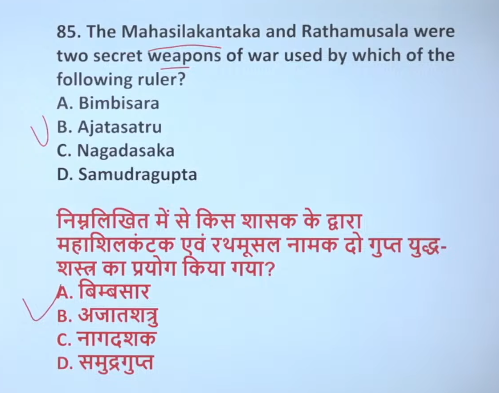 85. The Mahasilakantaka and Rathamusala were
two secret weapons of war used by which of the
following ruler?
A. Bimbisara
B. Ajatasatru
C. Nagadasaka
D. Samudragupta
निम्नलिखित में से किस शासक के द्वारा
महाशिलकंटक एवं रथमूसल नामक दो गुप्त युद्ध-
शस्त्र का प्रयोग किया गया?
A. बिम्बसार
B. अजातशत्रु
C. नागदशक
D. समुद्रगुप्त